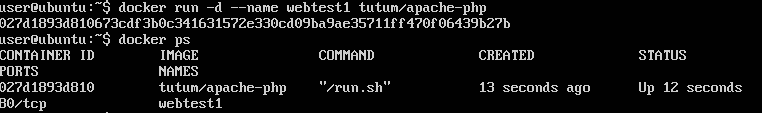 user@ubuntu:~$ docker run -d --name webtest1 tutum/apache-php
027d1893d810673cdf3b0c341631572e330cd09ba9ae35711ff470f06439b27b
user@ubuntu:~$ docker ps
CONTAINER ID IMAGE COMMAND CREATED STATUS
PORTS NAMES
027d1893d810 tutum/apache-php "/run.sh" 13 seconds ago Up 12 seconds
80/tcp webtest1